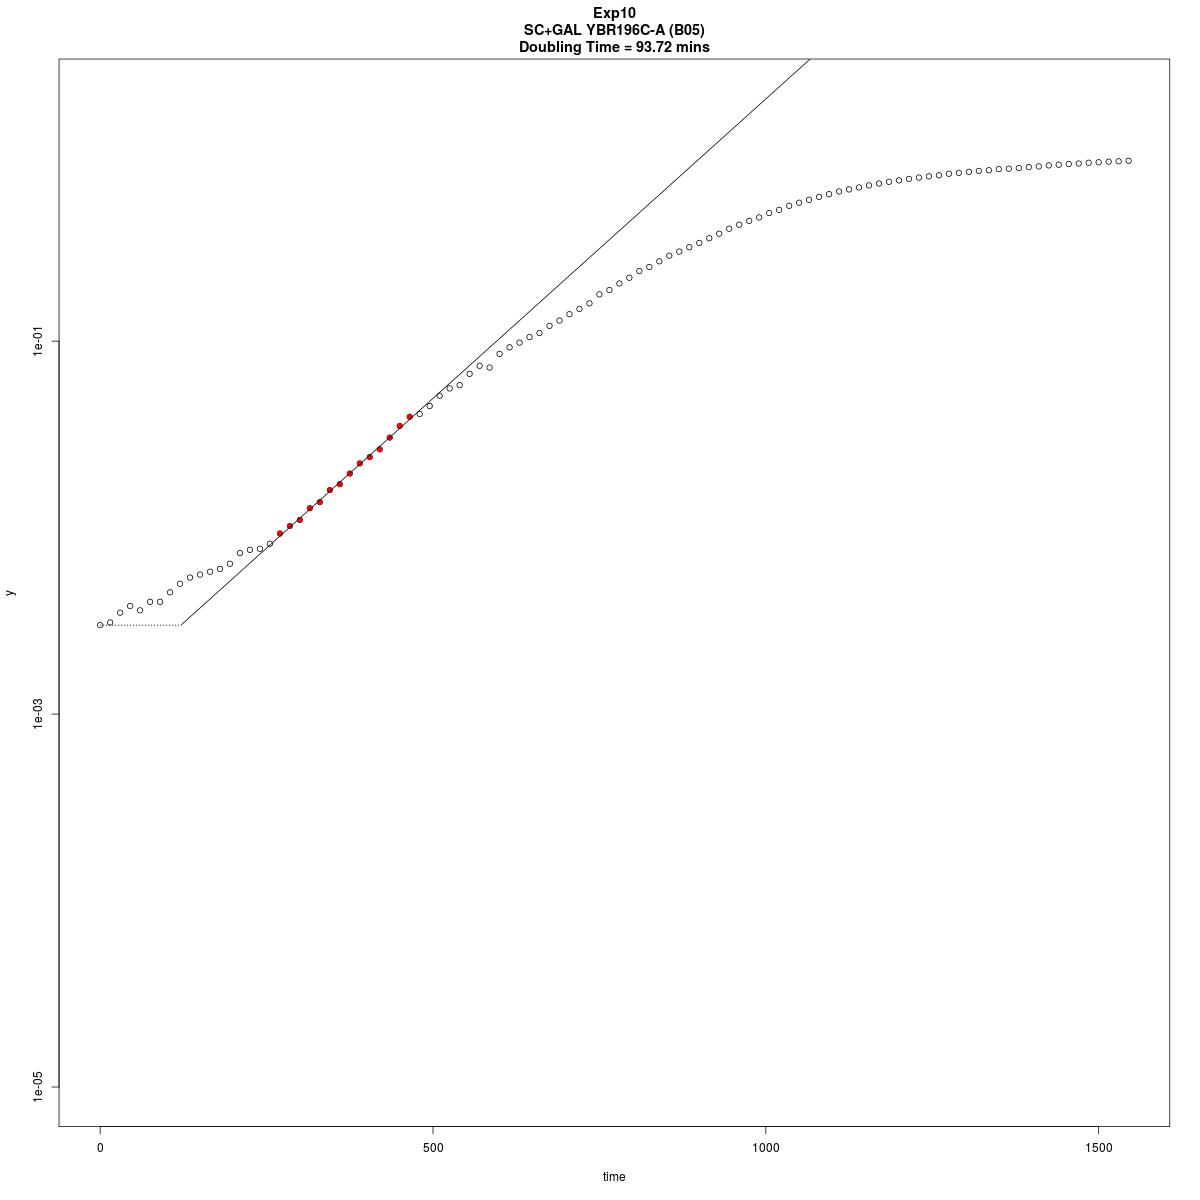 Exp10
SC+GAL YBR196C-A (B05)
Doubling Time = 93.72 mins
1e-01
y
1e-03
1e-05
0 500 1000 1500
time